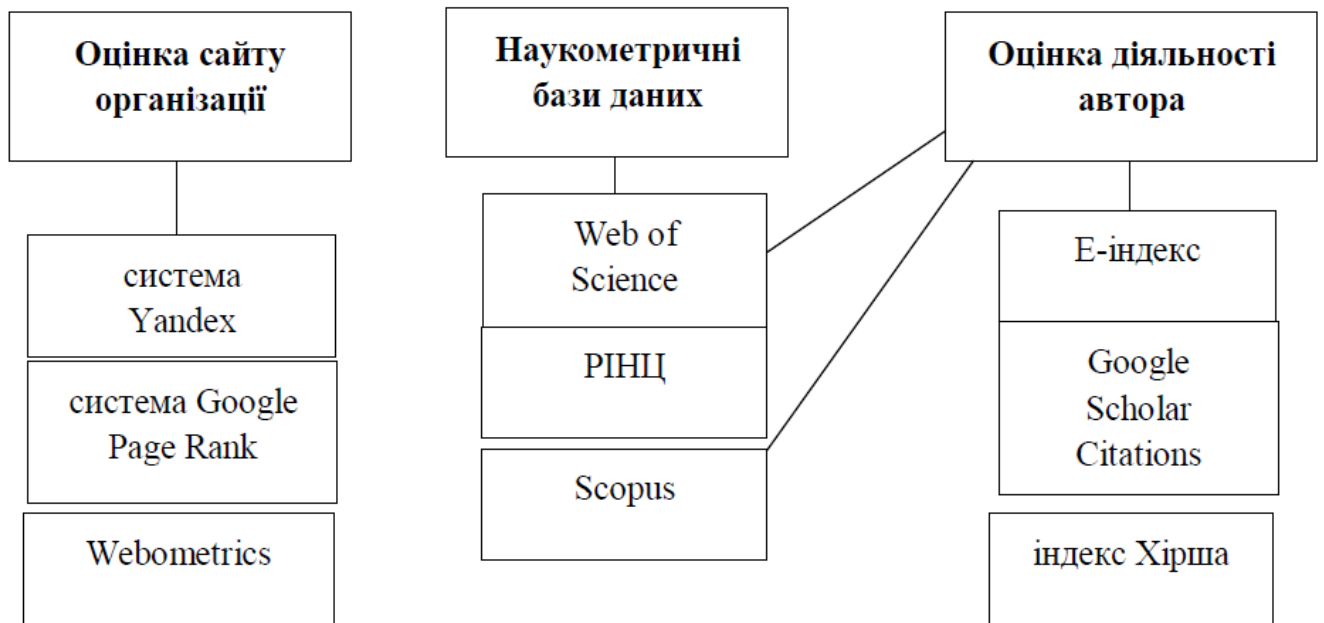 Оцінка сайту
організації
система
Yandex
система Google
Page Rank
Webometrics
Наукометричні
бази даних
Web of
Science
РІНЦ
Scopus
Оцінка діяльності
автора
Е-індекс
Google
Scholar
Citations
індекс Хірша